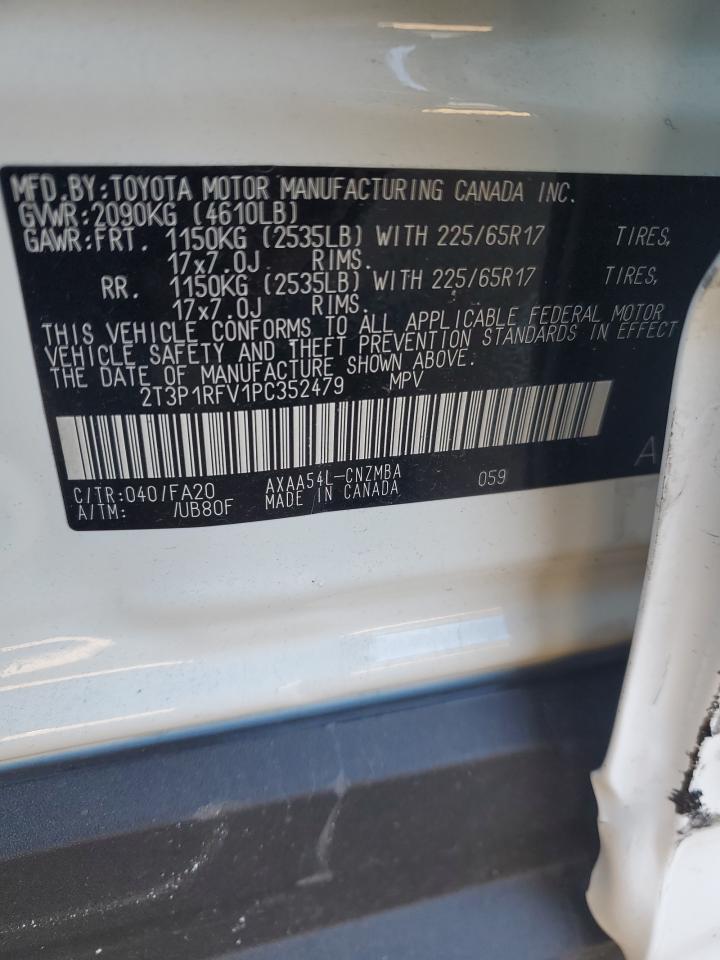 MFD.BY:TOYOTA MOTOR MANUFACTURING CANADA INC.
GVWR:2090KG (4610LB)
GAWR:FRT. 1150KG (2535LB) WITH 225/65R17 TIRES,
17x7.0J RIMS.
RR. 1150KG (2535LB) WITH 225/65R17 TIRES,
17x7.0J RIMS.
THIS VEHICLE CONFORMS TO ALL APPLICABLE FEDERAL MOTOR
VEHICLE SAFETY AND THEFT PREVENTION STANDARDS IN EFFECT
THE DATE OF MANUFACTURE SHOWN ABOVE.
2T3P1RFV1PC352479 MPV
C/TR:040/FA20 AXAA54L-CNZMBA 059 A
A/TM: /UB80F MADE IN CANADA